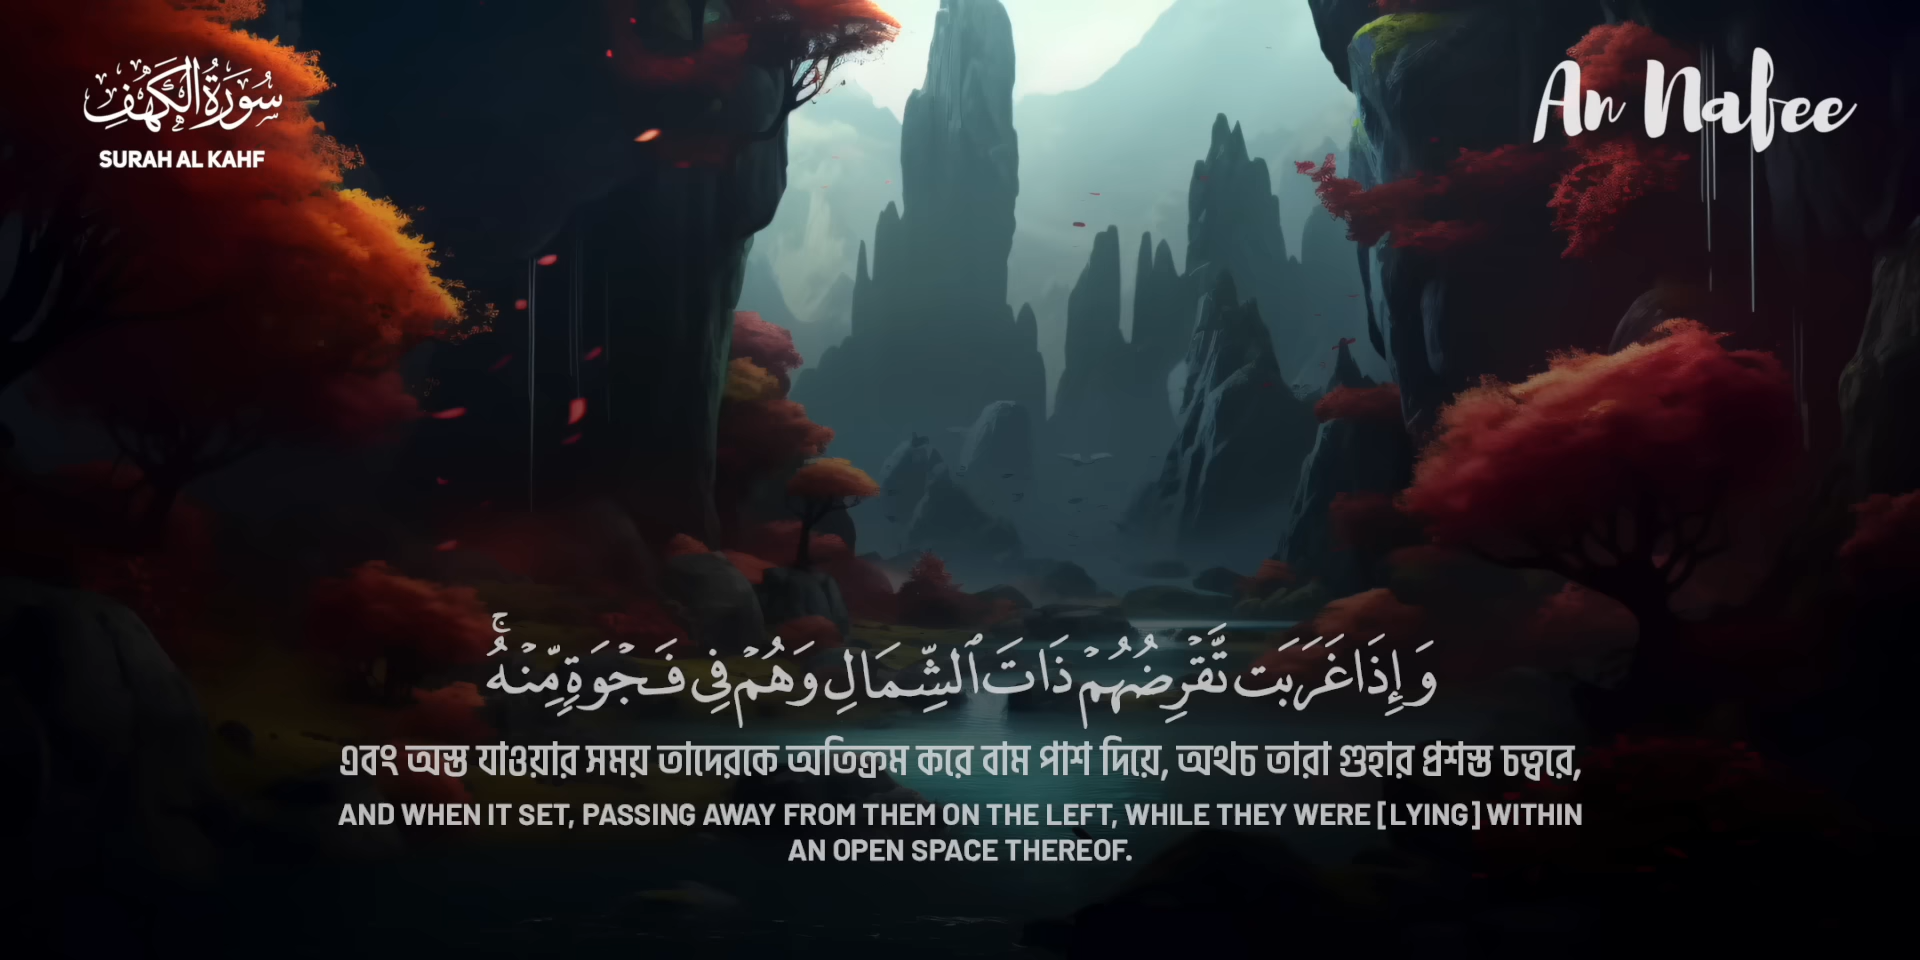 سُورَةُ الكَهْفِ
SURAH AL KAHF
An Nafee
وَإِذَا غَرَبَت تَّقْرِضُهُمْ ذَاتَ ٱلشِّمَالِ وَهُمْ فِى فَجْوَةٍ مِّنْهُ ۚ
এবং অস্ত যাওয়ার সময় তাদেরকে অতিক্রম করে বাম পাশ দিয়ে, অথচ তারা গুহার প্রশস্ত চত্বরে,
AND WHEN IT SET, PASSING AWAY FROM THEM ON THE LEFT, WHILE THEY WERE [LYING] WITHIN
AN OPEN SPACE THEREOF.